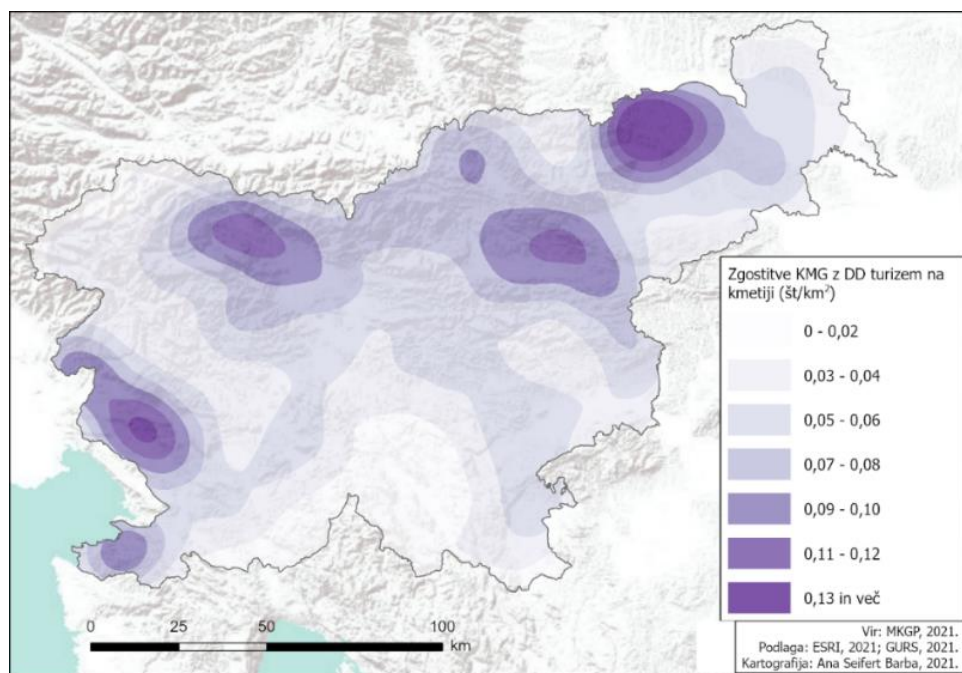 Zgostitve KMG z DD turizem na
kmetiji (št/km²)
0 - 0,02
0,03 - 0,04
0,05 - 0,06
0,07 - 0,08
0,09 - 0,10
0,11 - 0,12
0,13 in več
0 25 50 100
km
Vir: MKGP, 2021.
Podlaga: ESRI, 2021; GURS, 2021.
Kartografija: Ana Seifert Barba, 2021.